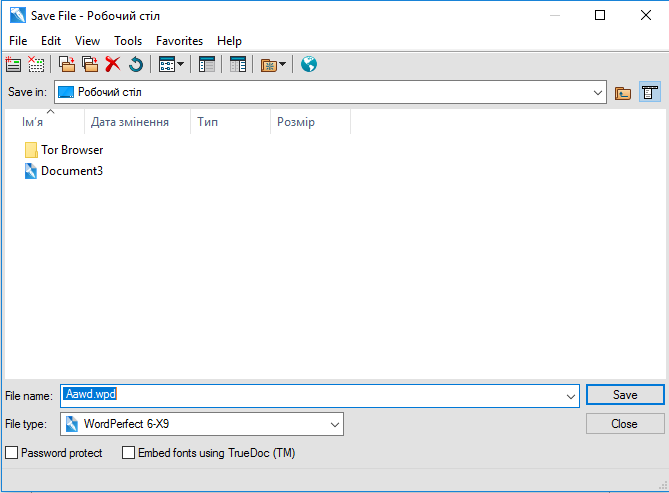 Save File - Робочий стіл
File Edit View Tools Favorites Help
Save in: Робочий стіл
Ім'я Дата змінення Тип Розмір
Tor Browser
Document3
File name: Aawd.wpd Save
File type: WordPerfect 6-X9 Close
Password protect Embed fonts using TrueDoc (TM)